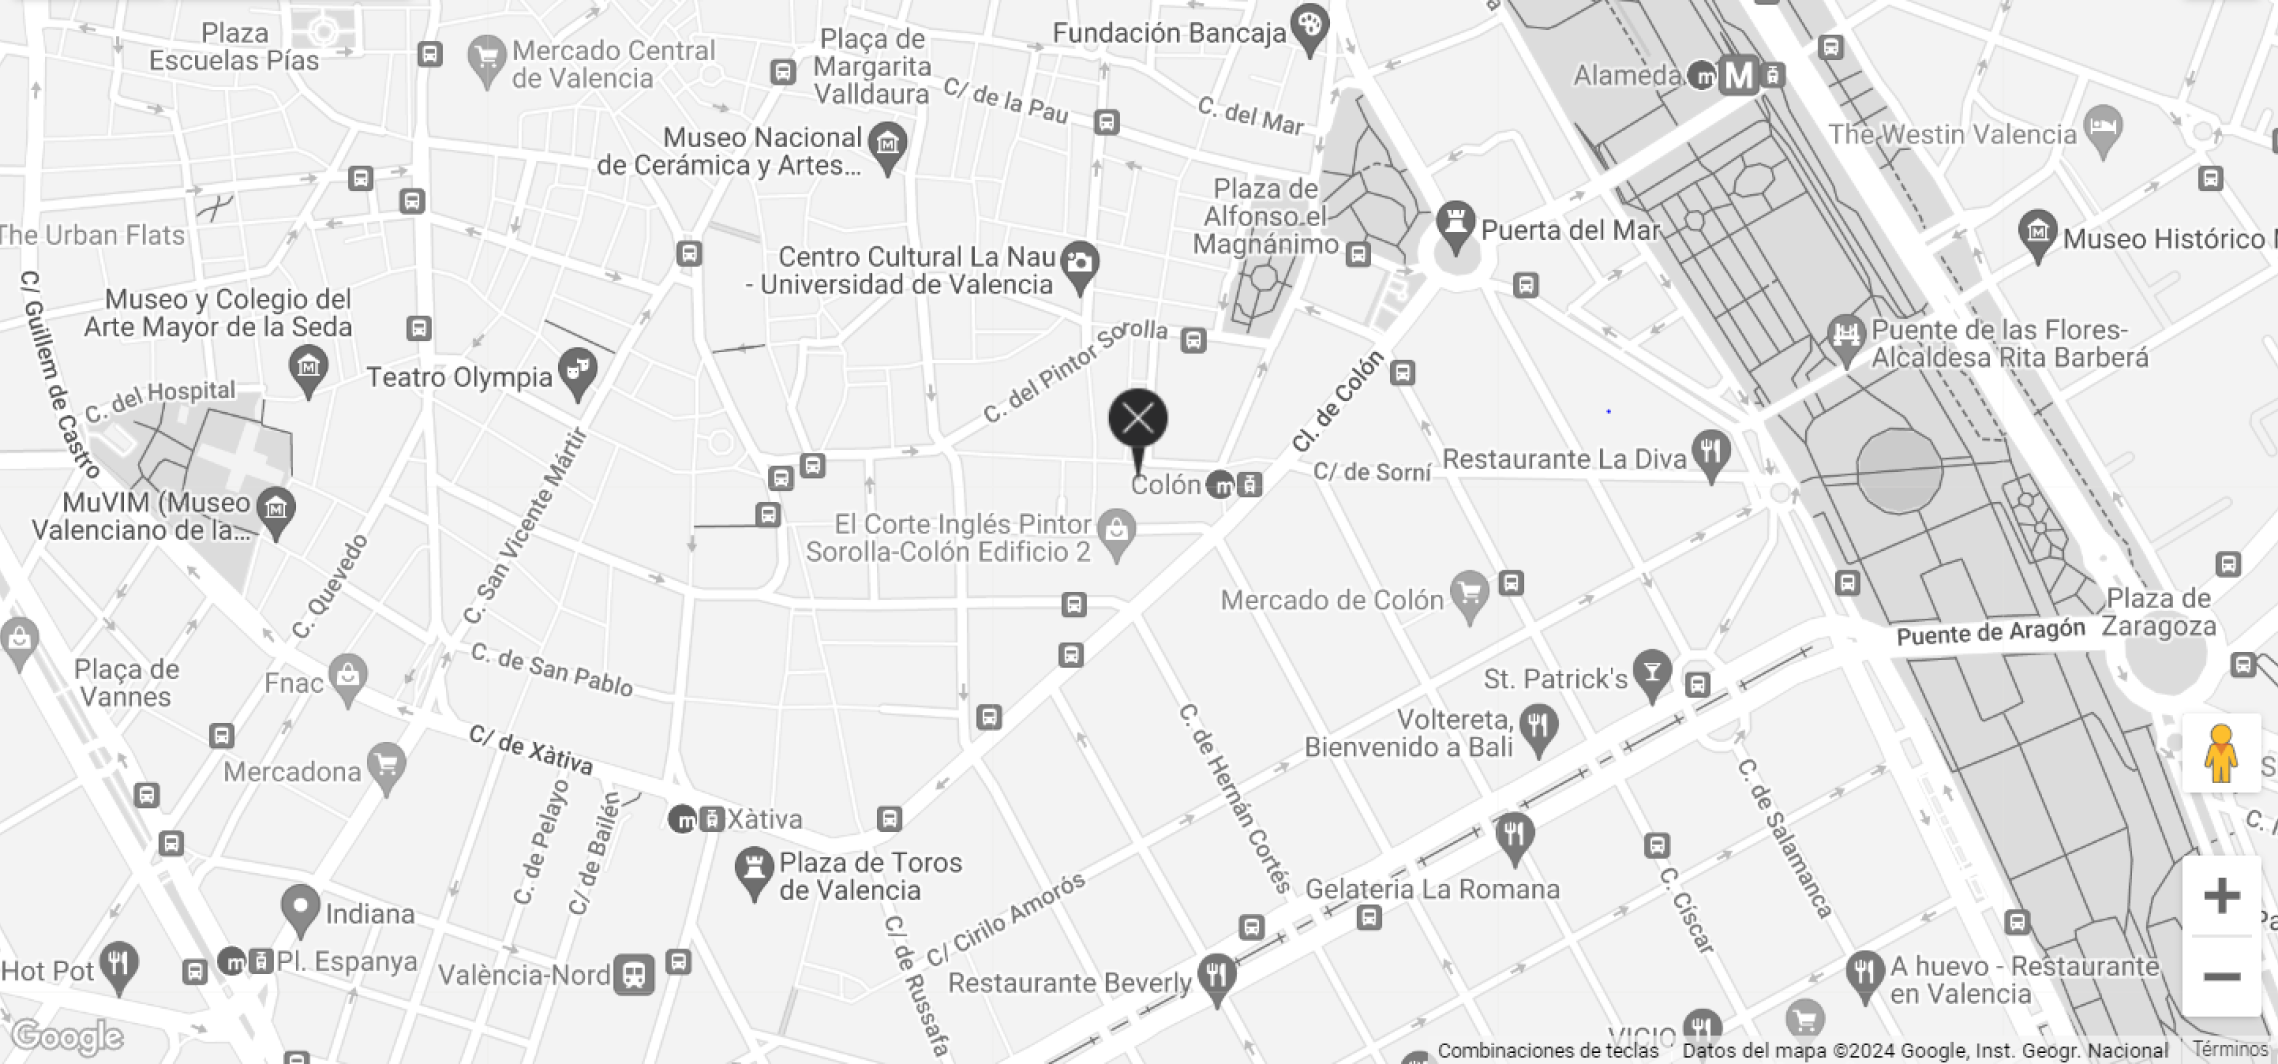 Plaza
Escuelas Pías
Mercado Central
de Valencia
Plaça de
Margarita
Valldaura
Fundación Bancaja
C/ de la Pau
C. del Mar
Alameda
M
The Westin Valencia
Museo Nacional
de Cerámica y Artes...
Plaza de
Alfonso el
Magnánimo
Puerta del Mar
Museo Histórico
The Urban Flats
Centro Cultural La Nau
- Universidad de Valencia
C/ Guillem de Castro
Museo y Colegio del
Arte Mayor de la Seda
C. del Pintor Sorolla
Puente de las Flores-
Alcaldesa Rita Barberá
Teatro Olympia
C. del Hospital
Cl. de Colón
Restaurante La Diva
C/ de Sorní
Colón
MuVIM (Museo
Valenciano de la...
C. San Vicente Mártir
El Corte Inglés Pintor
Sorolla-Colón Edificio 2
C. Quevedo
Mercado de Colón
Plaza de
Zaragoza
Puente de Aragón
Plaça de
Vannes
Fnac
C. de San Pablo
St. Patrick's
Voltereta,
Bienvenido a Bali
C. de Hernán Cortés
C/ de Xàtiva
Mercadona
C. de Pelayo
C/ de Bailén
Xàtiva
C. de Salamanca
Plaza de Toros
de Valencia
Gelateria La Romana
C. Císcar
C/ Cirilo Amorós
Indiana
Pl. Espanya
Hot Pot
València-Nord
C/ de Russafa
Restaurante Beverly
A huevo - Restaurante
en Valencia
VICIO
Google
Combinaciones de teclas
Datos del mapa ©2024 Google, Inst. Geogr. Nacional
Términos